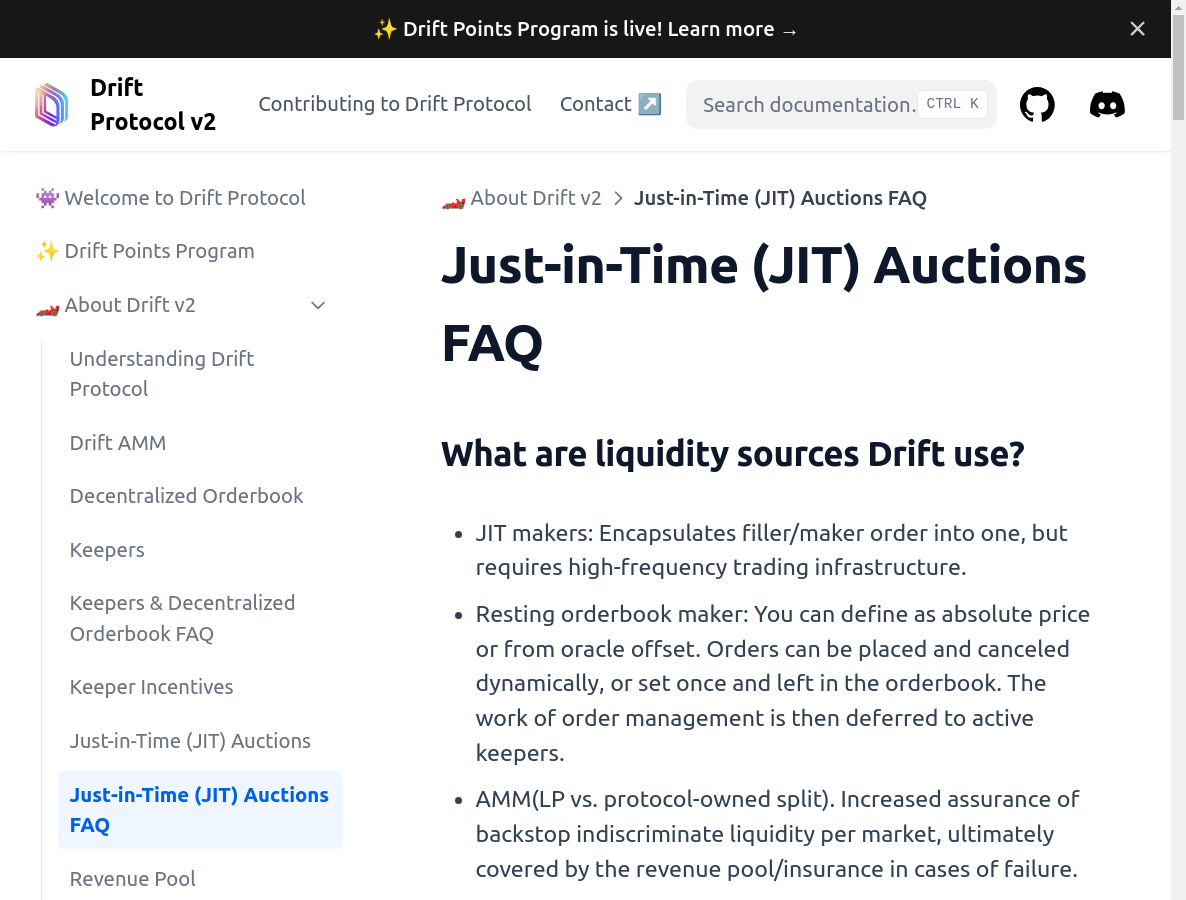 ✨ Drift Points Program is live! Learn more →
Drift
Protocol v2
Contributing to Drift Protocol
Contact ↗️
Search documentation.
CTRL K
👾 Welcome to Drift Protocol
✨ Drift Points Program
🏎️ About Drift v2
Understanding Drift
Protocol
Drift AMM
Decentralized Orderbook
Keepers
Keepers & Decentralized
Orderbook FAQ
Keeper Incentives
Just-in-Time (JIT) Auctions
Just-in-Time (JIT) Auctions
FAQ
Revenue Pool
🏎️ About Drift v2 > Just-in-Time (JIT) Auctions FAQ
Just-in-Time (JIT) Auctions
FAQ
What are liquidity sources Drift use?
• JIT makers: Encapsulates filler/maker order into one, but
requires high-frequency trading infrastructure.
• Resting orderbook maker: You can define as absolute price
or from oracle offset. Orders can be placed and canceled
dynamically, or set once and left in the orderbook. The
work of order management is then deferred to active
keepers.
• AMM(LP vs. protocol-owned split). Increased assurance of
backstop indiscriminate liquidity per market, ultimately
covered by the revenue pool/insurance in cases of failure.